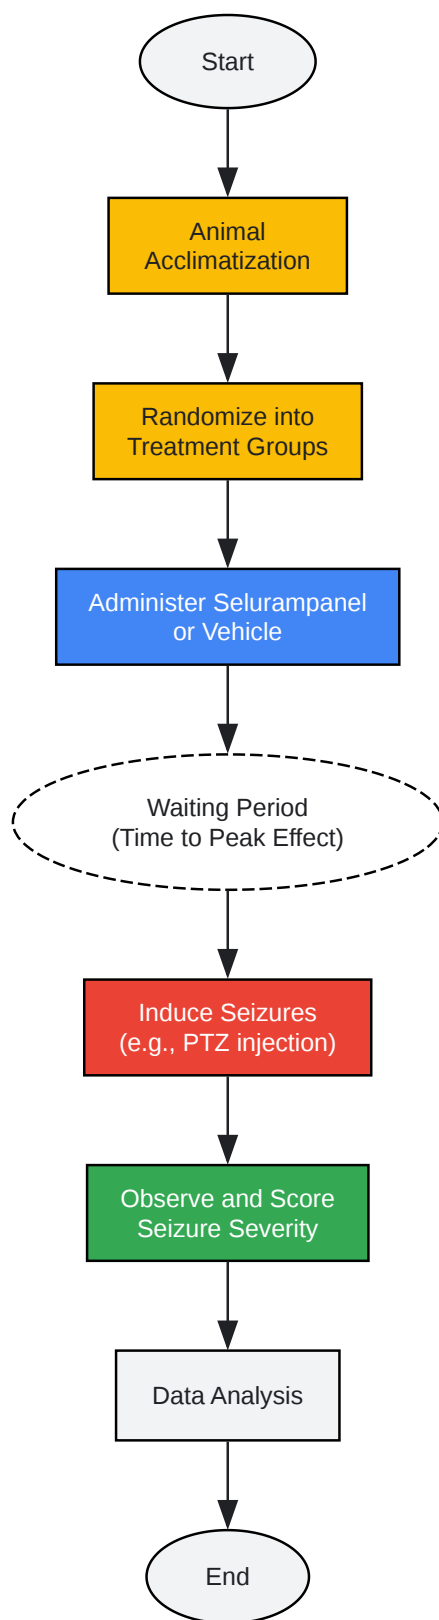 Start
Animal
Acclimatization
Randomize into
Treatment Groups
Administer Selurampanel
or Vehicle
Waiting Period
(Time to Peak Effect)
Induce Seizures
(e.g., PTZ injection)
Observe and Score
Seizure Severity
Data Analysis
End